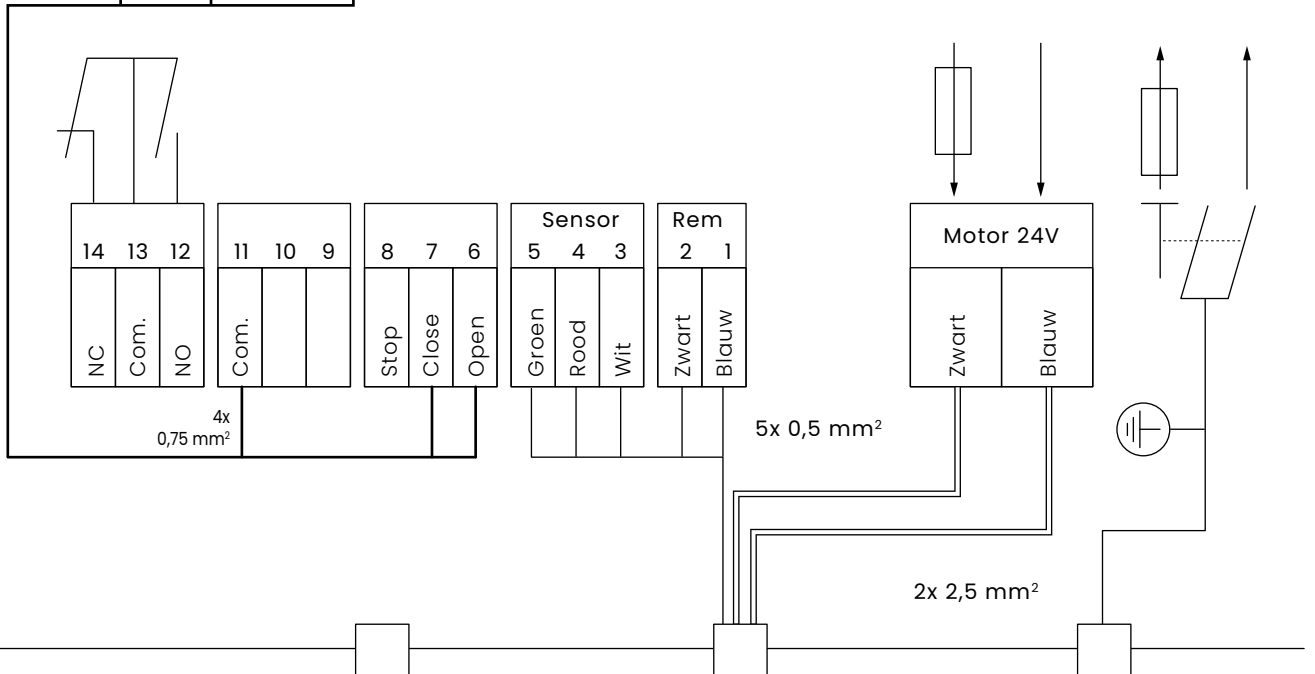 Sensor
Rem
Motor 24V
14 13 12 11 10 9 8 7 6 5 4 3 2 1
NC
Com.
NO
Com.
Stop
Close
Open
Groen
Rood
Wit
Zwart
Blauw
Zwart
Blauw
4x
0,75 mm²
5x 0,5 mm²
2x 2,5 mm²